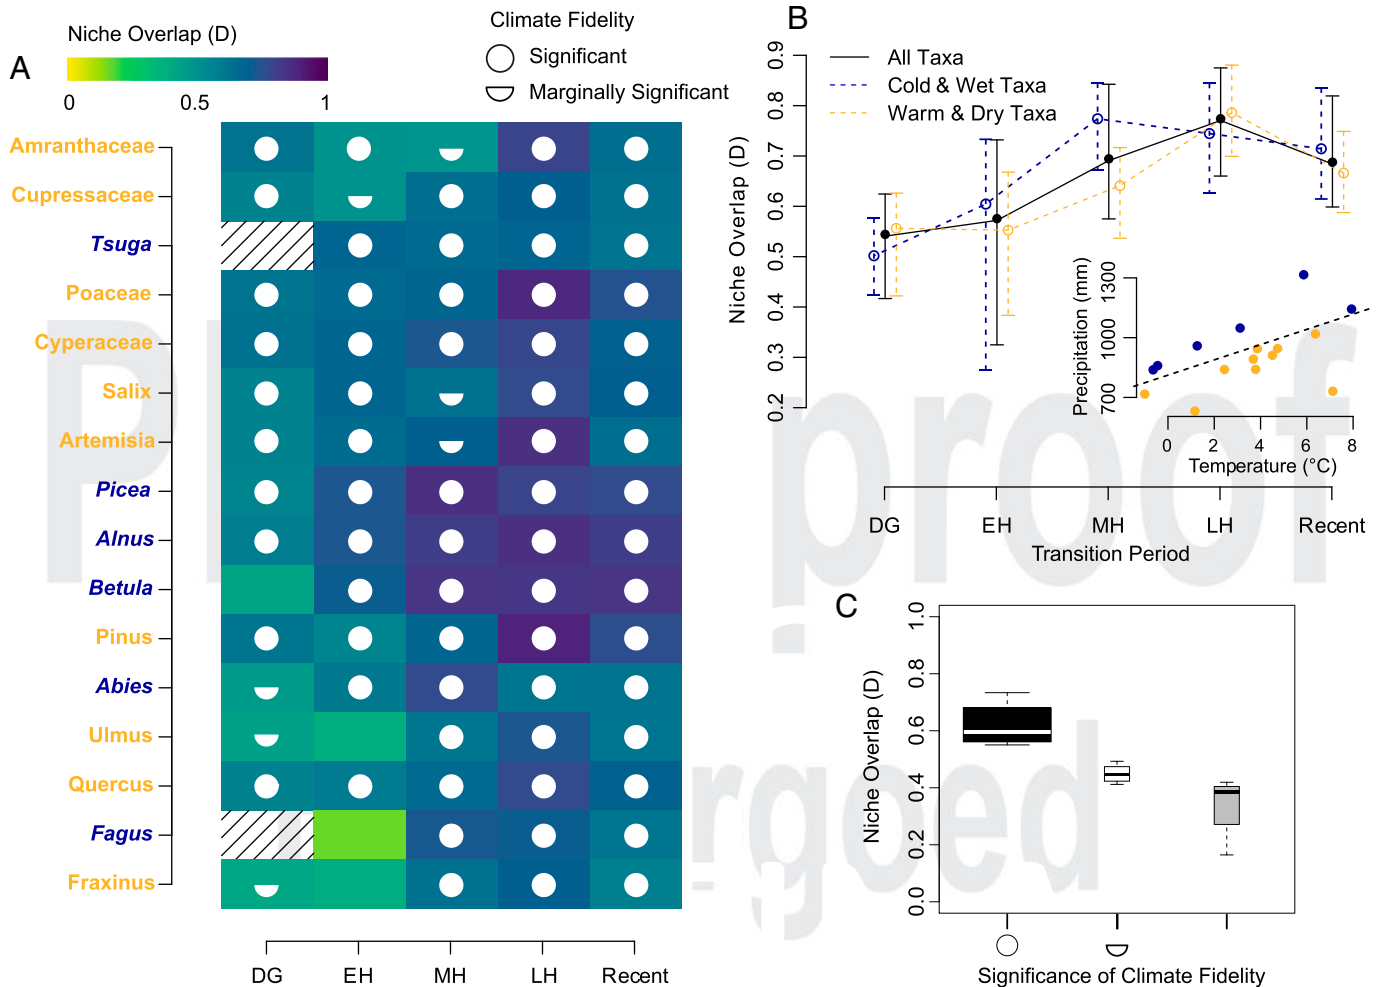 A
Niche Overlap (D)
0 0.5 1
Climate Fidelity
Significant
Marginally Significant
Amranthaceae
Cupressaceae
Tsuga
Poaceae
Cyperaceae
Salix
Artemisia
Picea
Alnus
Betula
Pinus
Abies
Ulmus
Quercus
Fagus
Fraxinus
DG EH MH LH Recent
B
All Taxa
Cold & Wet Taxa
Warm & Dry Taxa
Niche Overlap (D)
0.9
0.8
0.7
0.6
0.5
0.4
0.3
0.2
Precipitation (mm)
1300
1000
700
0 2 4 6 8
Temperature (°C)
DG EH MH LH Recent
Transition Period
C
Niche Overlap (D)
1.0
0.8
0.6
0.4
0.2
0.0
Significance of Climate Fidelity
proof